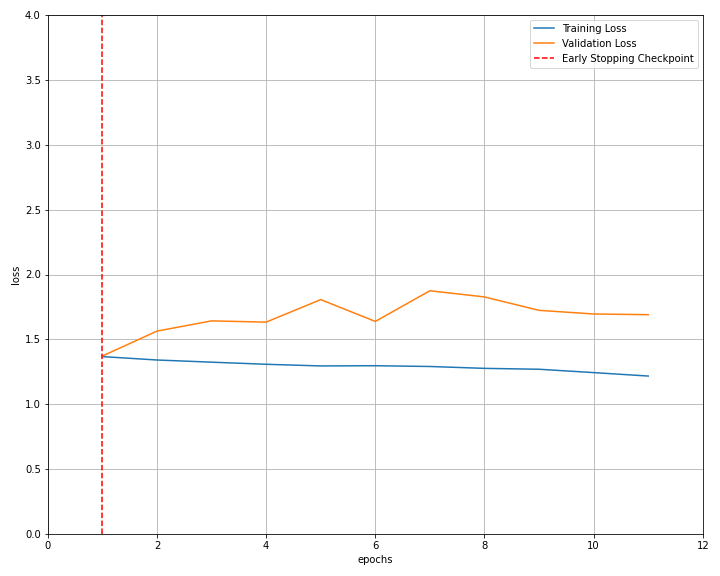 4.0
3.5
3.0
2.5
2.0
1.5
1.0
0.5
0.0
loss
0 2 4 6 8 10 12
epochs
Training Loss
Validation Loss
Early Stopping Checkpoint